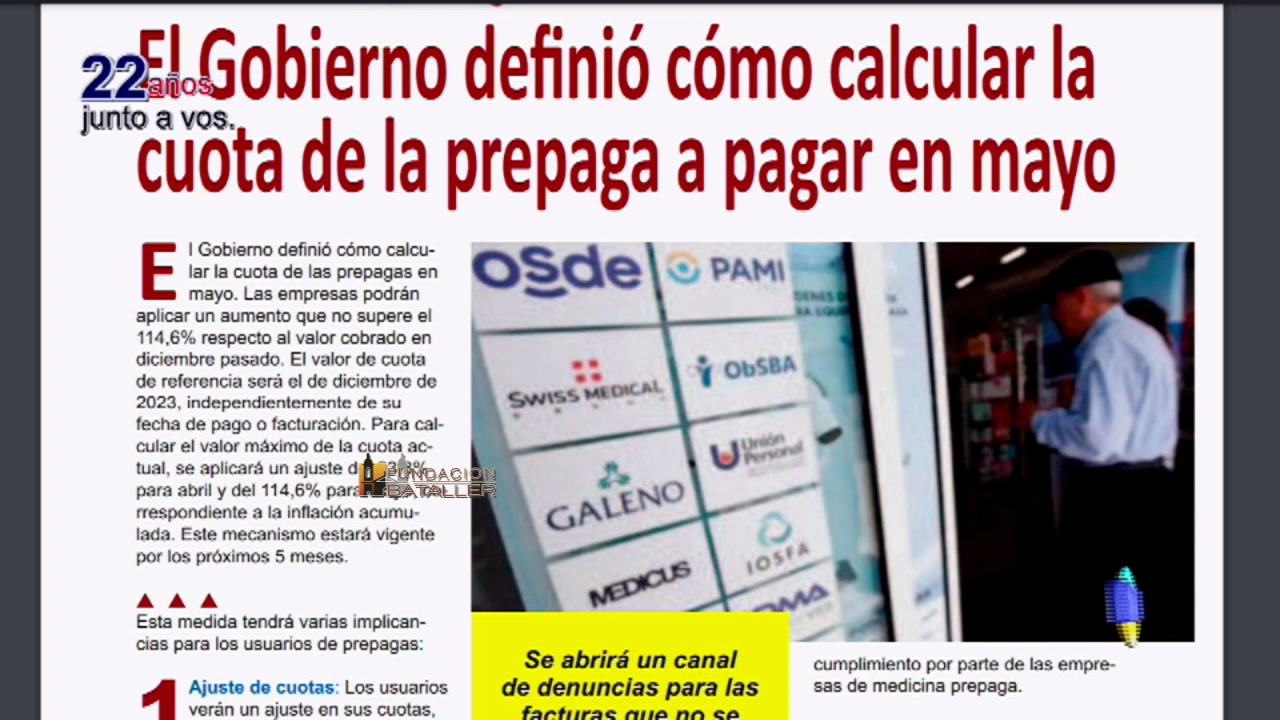 El Gobierno definió cómo calcular la
cuota de la prepaga a pagar en mayo
22 años
junto a vos.
El Gobierno definió cómo calcu-
lar la cuota de las prepagas en
mayo. Las empresas podrán
aplicar un aumento que no supere el
114,6% respecto al valor cobrado en
diciembre pasado. El valor de cuota
de referencia será el de diciembre de
2023, independientemente de su
fecha de pago o facturación. Para cal-
cular el valor máximo de la cuota ac-
tual, se aplicará un ajuste
para abril y del 114,6% para
rrespondiente a la inflación acumu-
lada. Este mecanismo estará vigente
por los próximos 5 meses.
FUNDACION
BATALLER
Esta medida tendrá varias implican-
cias para los usuarios de prepagas:
1 Ajuste de cuotas: Los usuarios
verán un ajuste en sus cuotas,
osde
PAMI
SWISS MEDICAL
ObSBA
GALENO
Unión
Personal
MEDICUS
IOSFA
Se abrirá un canal
de denuncias para las
facturas que no se
cumplimiento por parte de las empre-
sas de medicina prepaga.